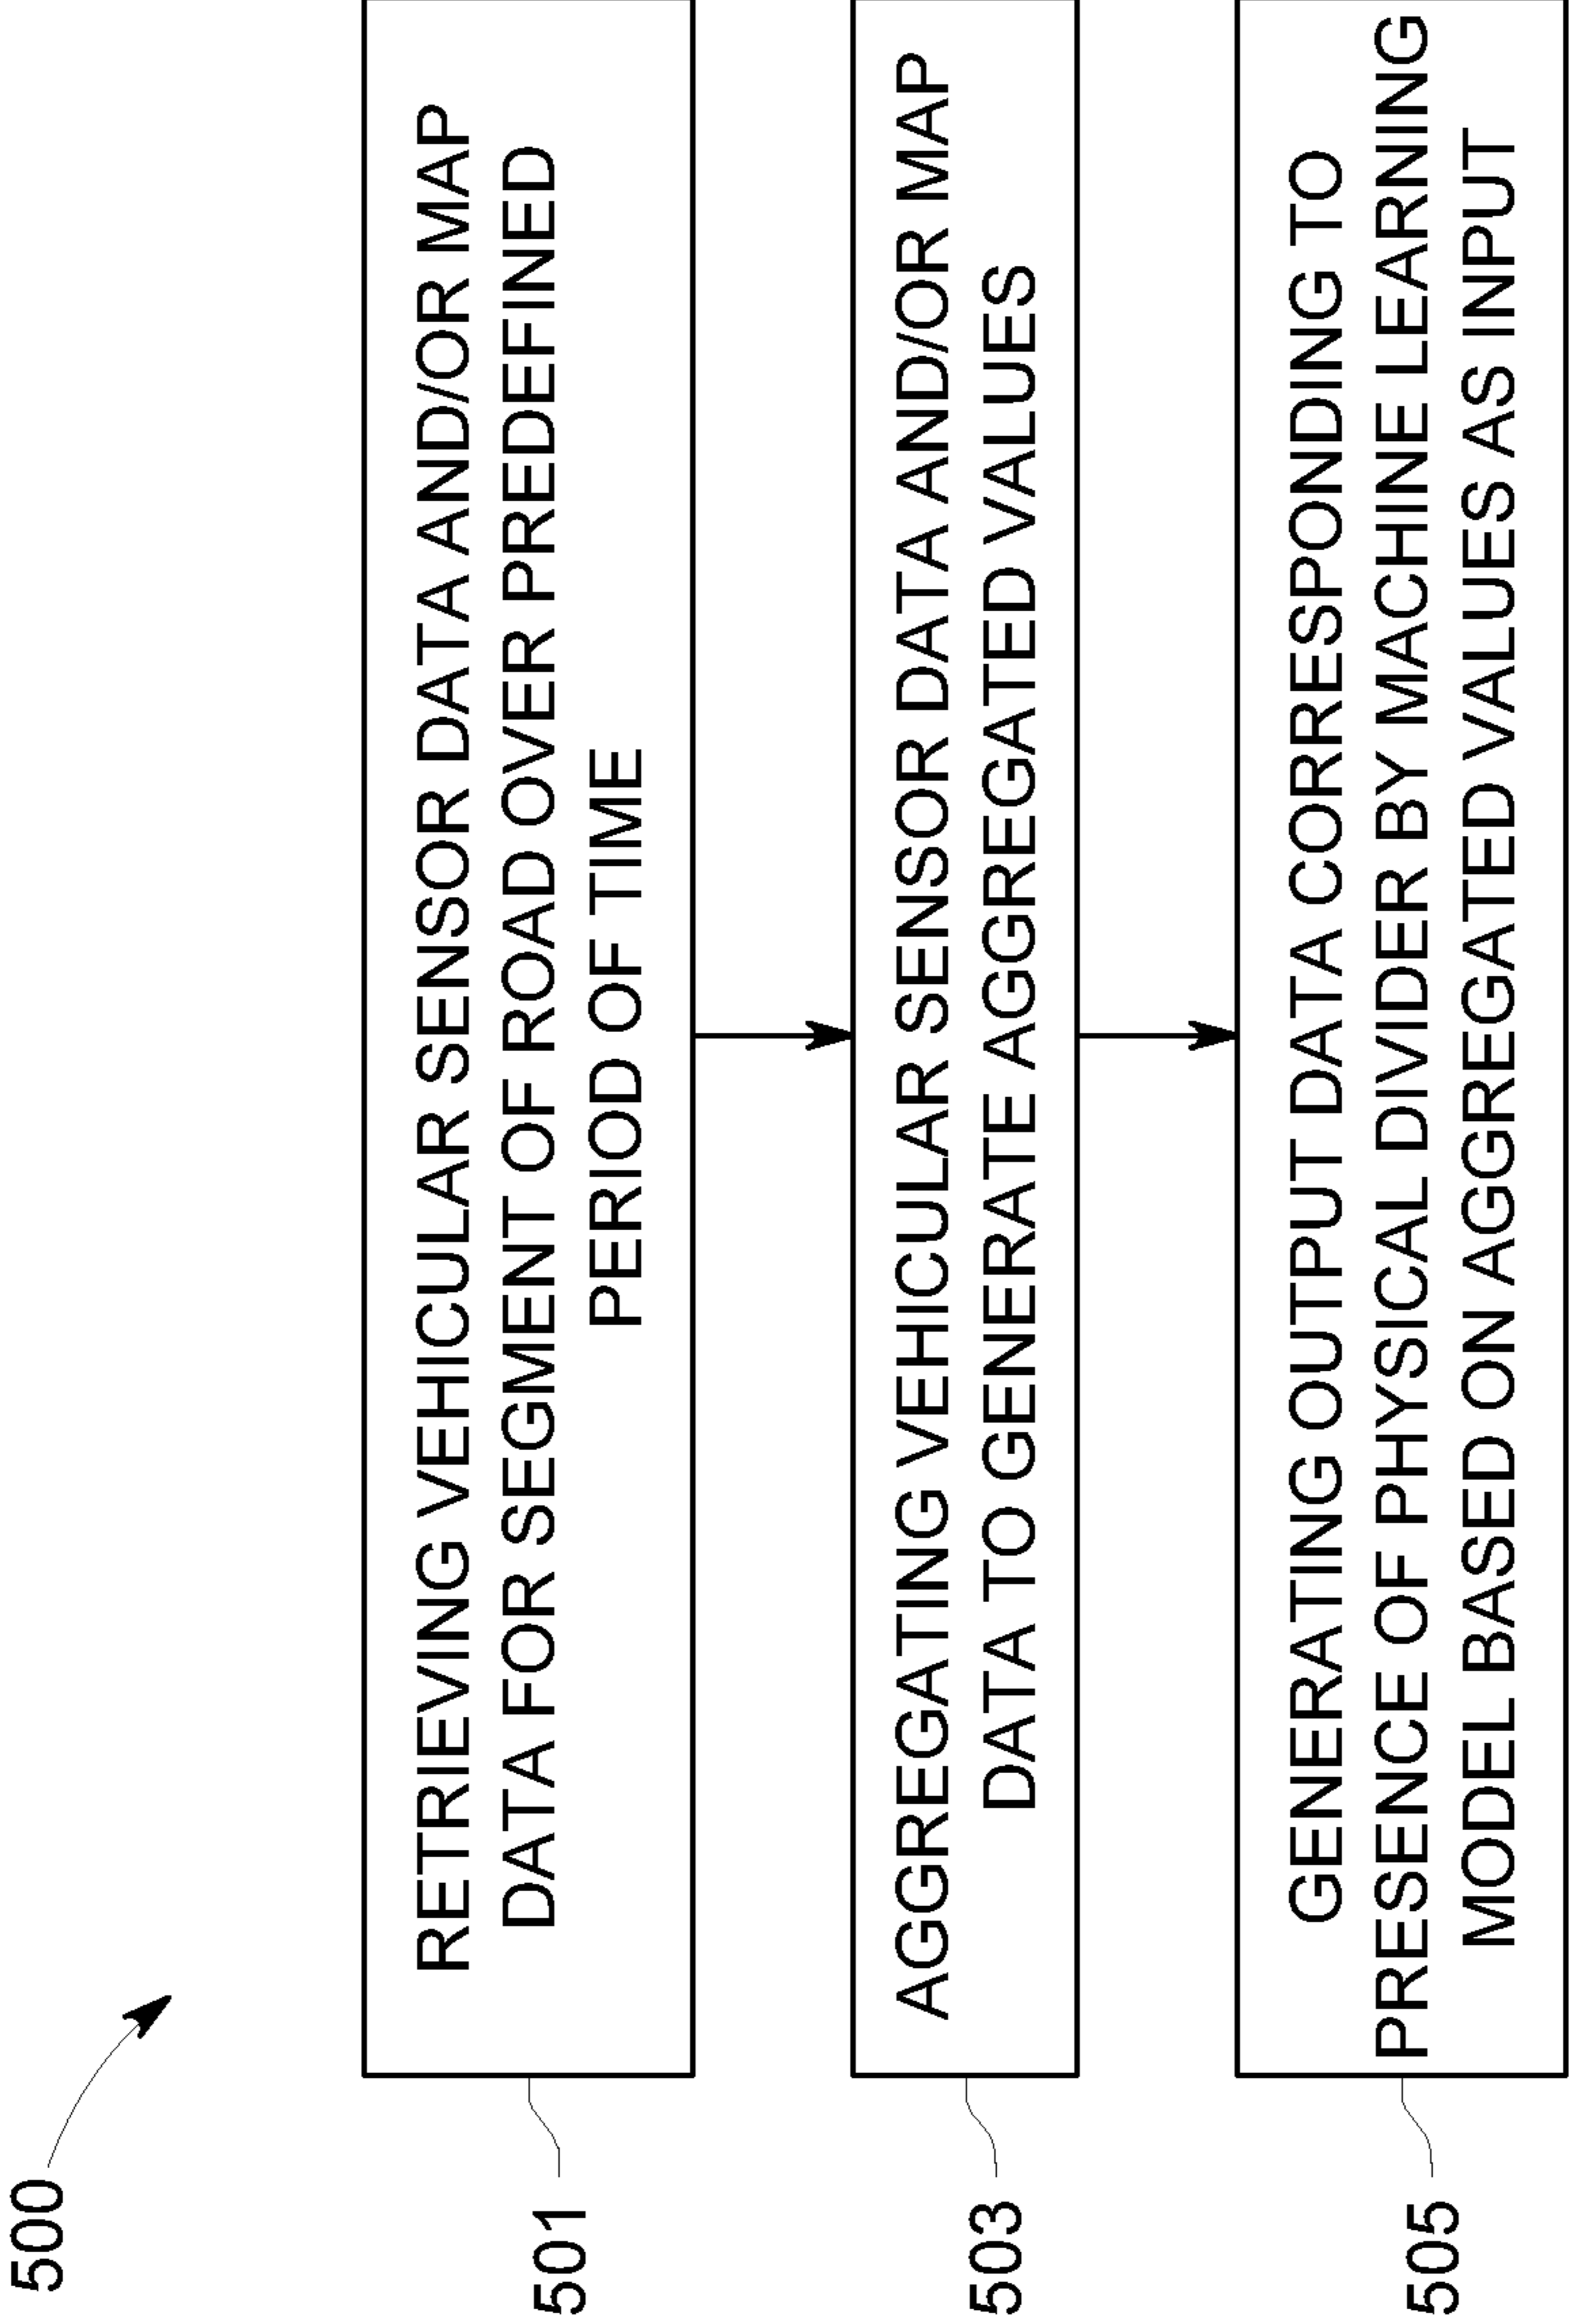 500
501
RETRIEVING VEHICULAR SENSOR DATA AND/OR MAP
DATA FOR SEGMENT OF ROAD OVER PREDEFINED
PERIOD OF TIME
503
AGGREGATING VEHICULAR SENSOR DATA AND/OR MAP
DATA TO GENERATE AGGREGATED VALUES
505
GENERATING OUTPUT DATA CORRESPONDING TO
PRESENCE OF PHYSICAL DIVIDER BY MACHINE LEARNING
MODEL BASED ON AGGREGATED VALUES AS INPUT